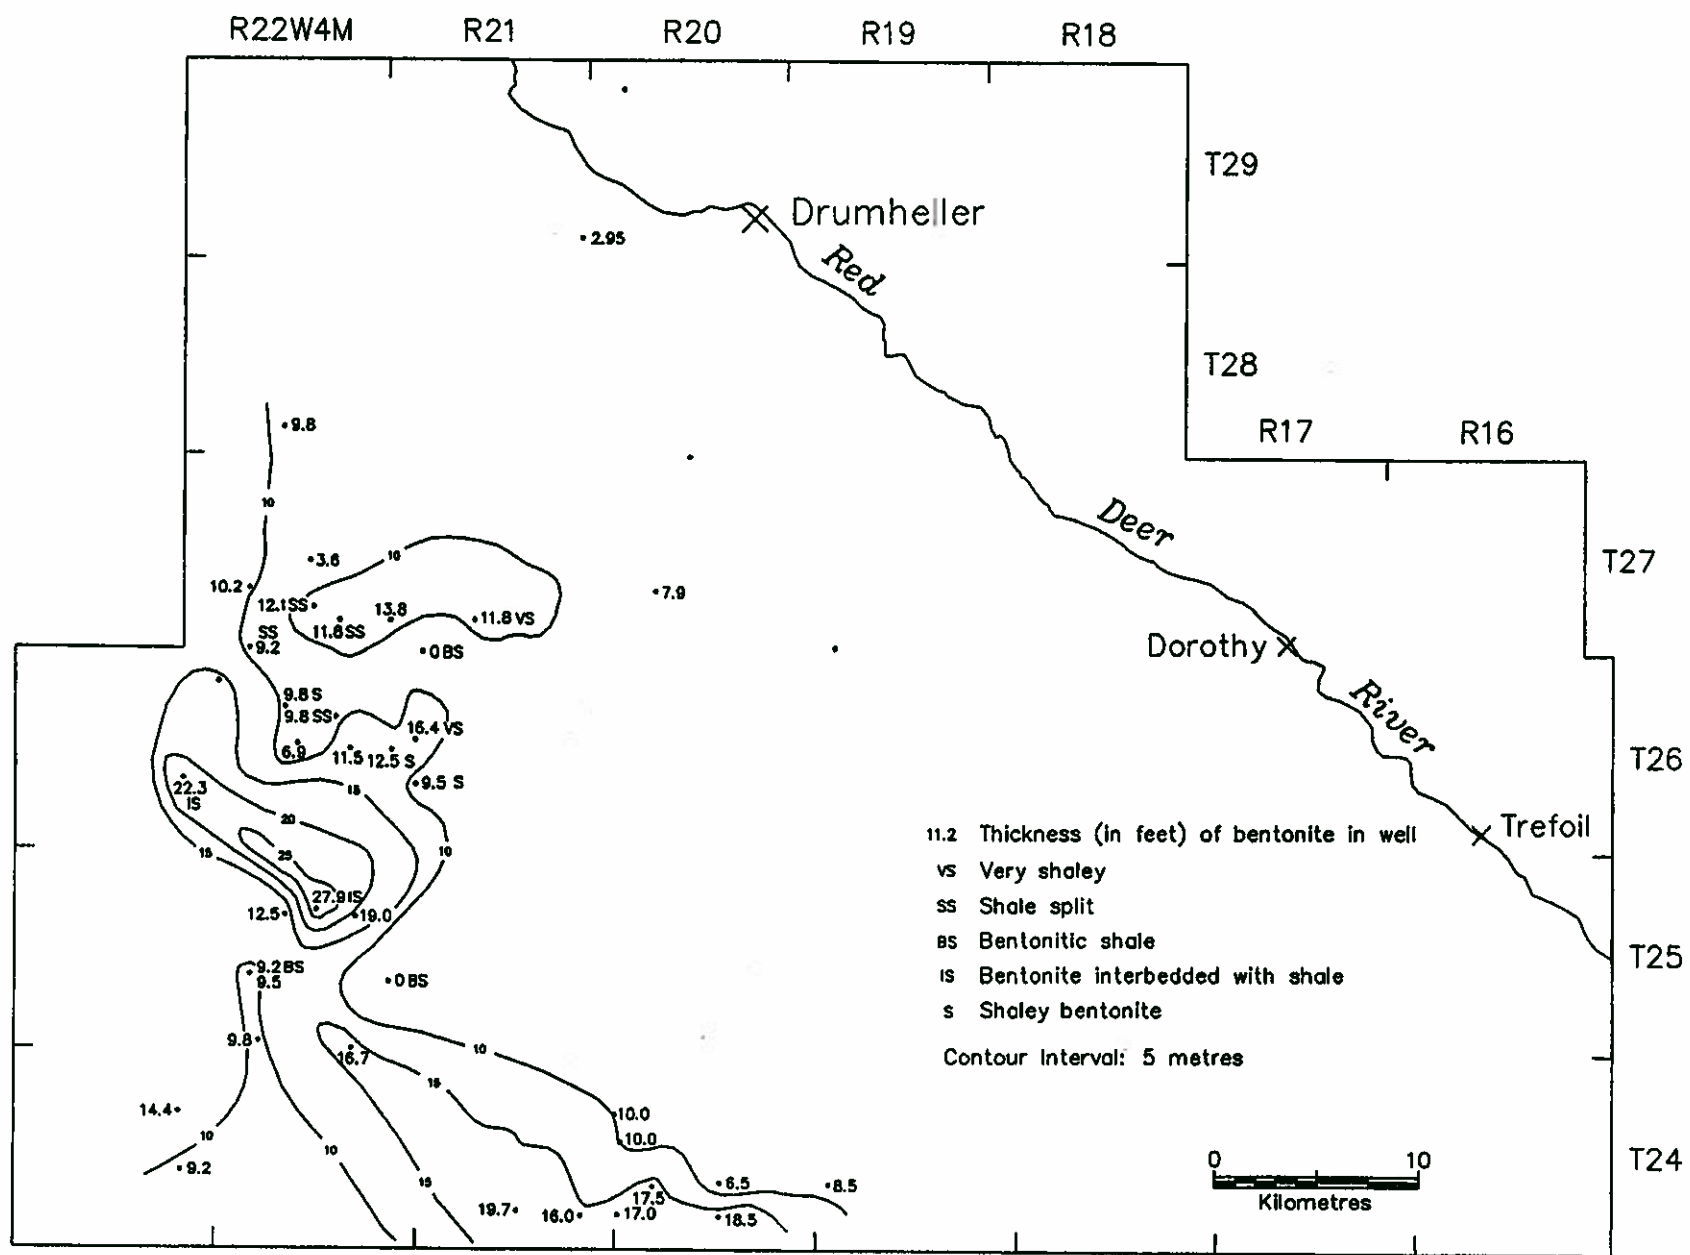 R22W4M R21 R20 R19 R18
T29
Drumheller
2.95
Red
T28
R17 R16
9.8
10
Deer
3.6
10
T27
10.2
12.1 SS
13.8
7.9
11.8 SS
11.8 VS
SS
9.2
0 BS
Dorothy
9.8 S
9.8 SS
River
16.4 VS
6.9
11.5
12.5 S
T26
9.5 S
22.3
IS
15
20
Trefoil
15
25
10
11.2 Thickness (in feet) of bentonite in well
VS Very shaley
SS Shale split
BS Bentonitic shale
IS Bentonite interbedded with shale
S Shaley bentonite
Contour Interval: 5 metres
27.9 IS
12.5
19.0
T25
9.2 BS
9.5
0 BS
9.8
16.7
10
15
14.4
10
10
10.0
10.0
9.2
15
T24
0 10
Kilometres
6.5
8.5
17.5
19.7
16.0
17.0
18.5